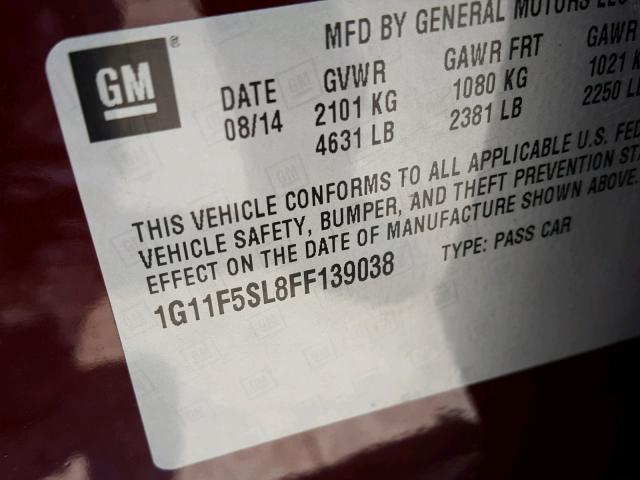 MFD BY GENERAL MOTORS LLC
GM ®
DATE GVWR GAWR FRT GAWR
08/14 2101 KG 1080 KG 1021 K
4631 LB 2381 LB 2250 LB
THIS VEHICLE CONFORMS TO ALL APPLICABLE U.S. FED
VEHICLE SAFETY, BUMPER, AND THEFT PREVENTION ST
EFFECT ON THE DATE OF MANUFACTURE SHOWN ABOVE.
1G11F5SL8FF139038 TYPE: PASS CAR